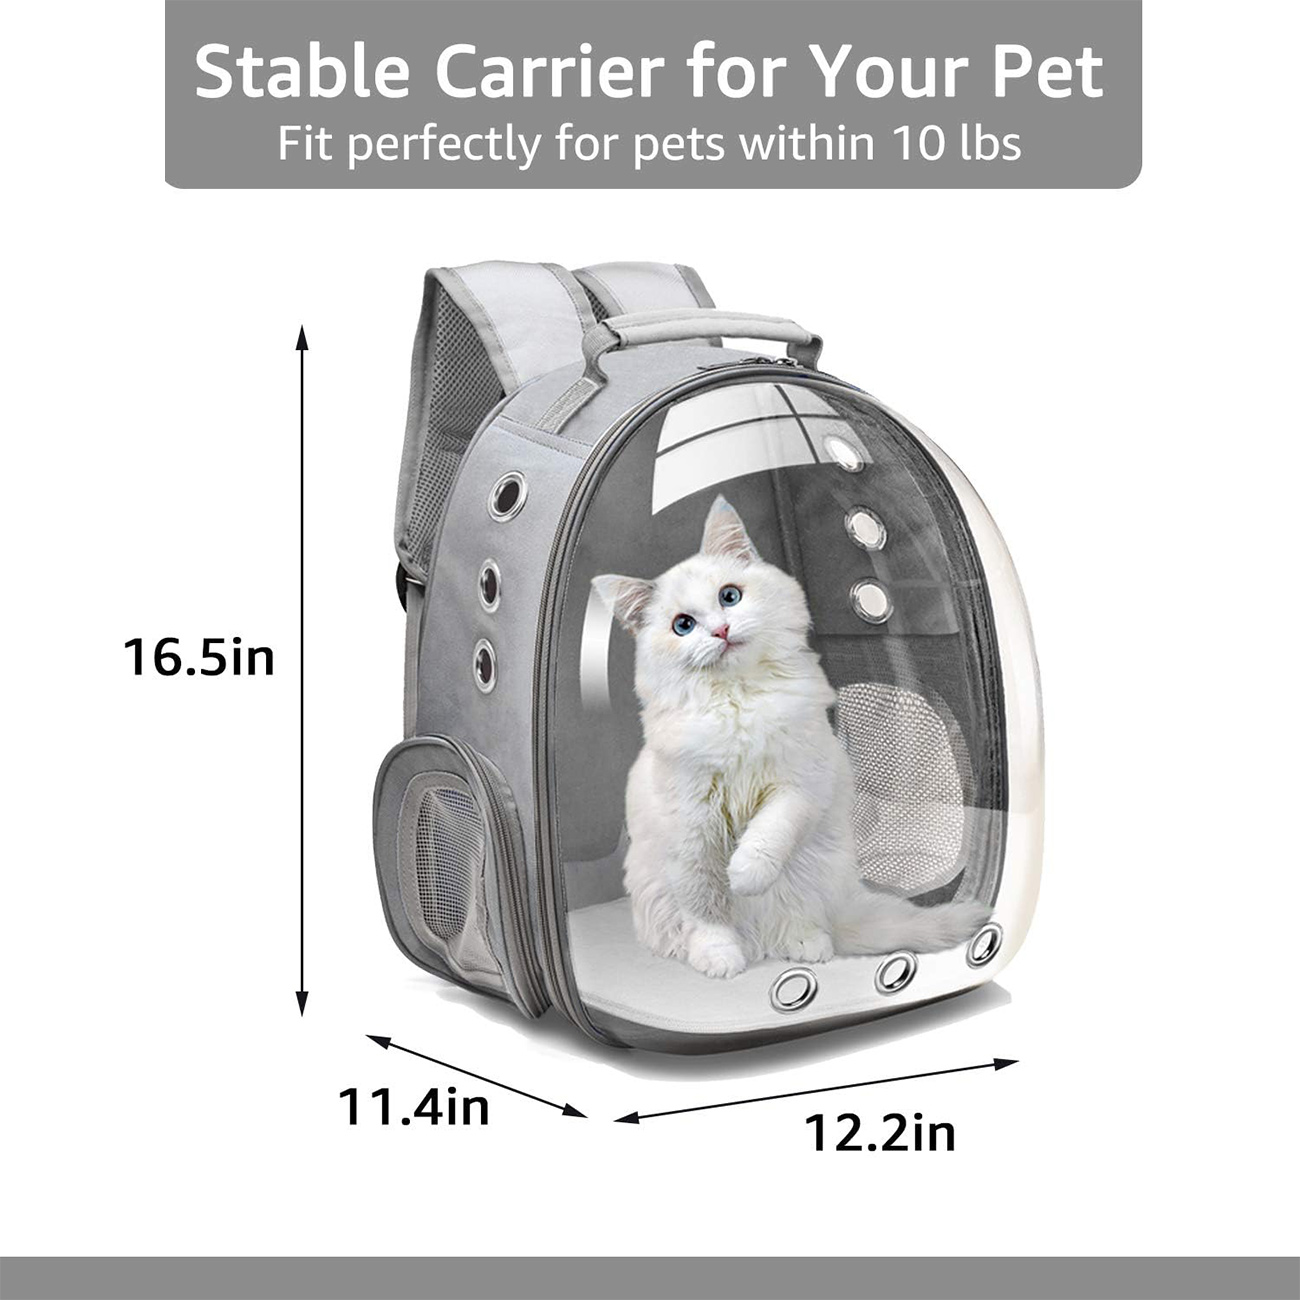 Stable Carrier for Your Pet
Fit perfectly for pets within 10 lbs
16.5in
11.4in
12.2in